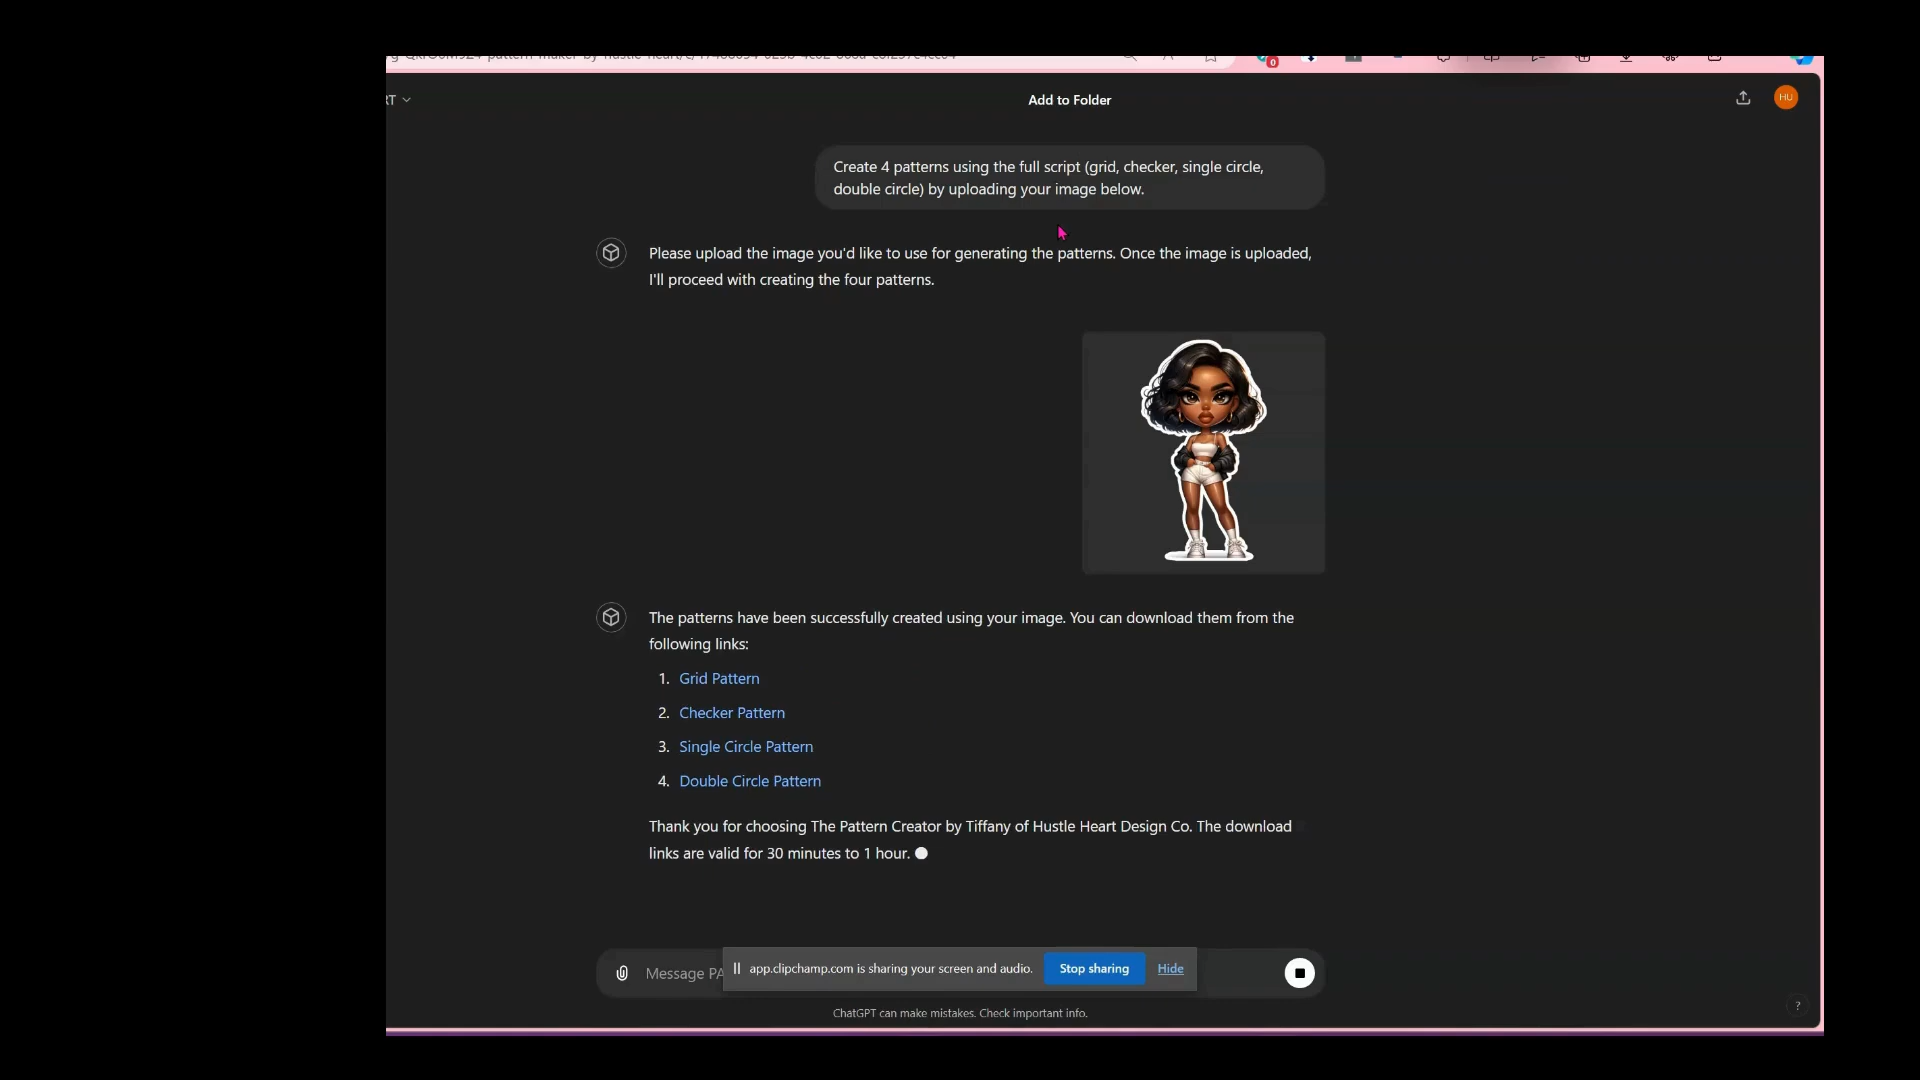 RT
Add to Folder
HU
0
Create 4 patterns using the full script (grid, checker, single circle,
double circle) by uploading your image below.
Please upload the image you'd like to use for generating the patterns. Once the image is uploaded,
I'll proceed with creating the four patterns.
The patterns have been successfully created using your image. You can download them from the
following links:
1. Grid Pattern
2. Checker Pattern
3. Single Circle Pattern
4. Double Circle Pattern
Thank you for choosing The Pattern Creator by Tiffany of Hustle Heart Design Co. The download
links are valid for 30 minutes to 1 hour.
Message PA
app.clipchamp.com is sharing your screen and audio.
Stop sharing
Hide
ChatGPT can make mistakes. Check important info.
?